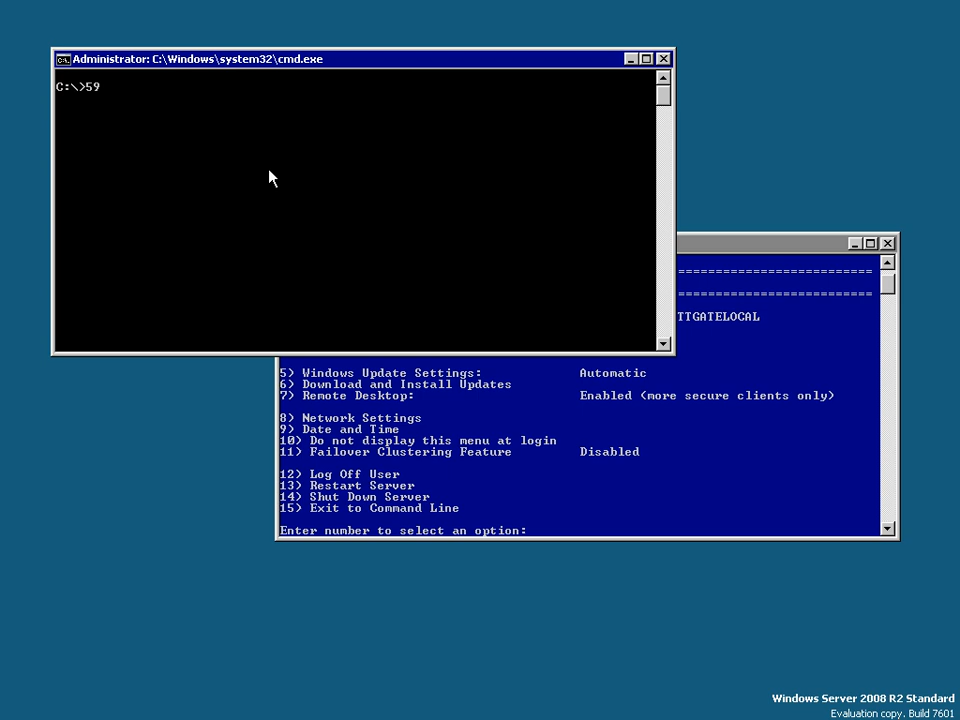 Administrator: C:\Windows\system32\cmd.exe
C:\>59
==========================
==========================
TTGATELOCAL
5) Windows Update Settings: Automatic
6) Download and Install Updates
7) Remote Desktop: Enabled (more secure clients only)
8) Network Settings
9) Date and Time
10) Do not display this menu at login
11) Failover Clustering Feature Disabled
12) Log Off User
13) Restart Server
14) Shut Down Server
15) Exit to Command Line
Enter number to select an option:
Windows Server 2008 R2 Standard
Evaluation copy. Build 7601